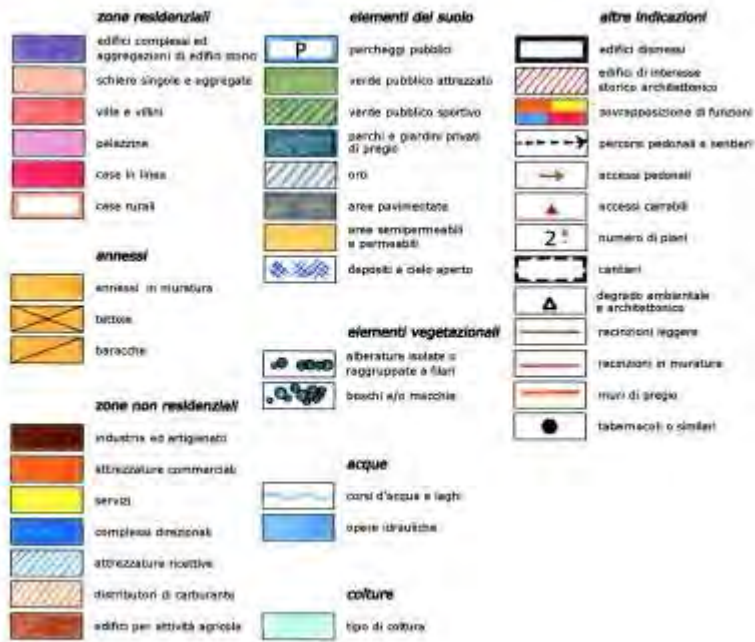 zone residenziali
edifici complessi ed
aggregazioni di edifici storici
schiere singole e aggregate
ville e villini
palazzine
case in linea
case rurali
annessi
annessi in muratura
tettoie
baracche
zone non residenziali
industria ed artigianato
attrezzature commerciali
servizi
complessi direzionali
attrezzature ricettive
distributori di carburante
edifici per attività agricole
elementi del suolo
P
parcheggi pubblici
verde pubblico attrezzato
verde pubblico sportivo
parchi e giardini privati
di pregio
orti
aree pavimentate
aree semipermeabili
e permeabili
depositi a cielo aperto
elementi vegetazionali
alberature isolate o
raggruppate a filari
boschi e/o macchie
acque
corsi d'acqua e laghi
opere idrauliche
colture
tipo di coltura
altre indicazioni
edifici dismessi
edifici di interesse
storico architettonico
sovrapposizione di funzioni
percorsi pedonali e sentieri
accessi pedonali
accessi carrabili
2
numero di piani
cantieri
degrado ambientale
e architettonico
recinzioni leggere
recinzioni in muratura
muri di pregio
tabernacoli o similari